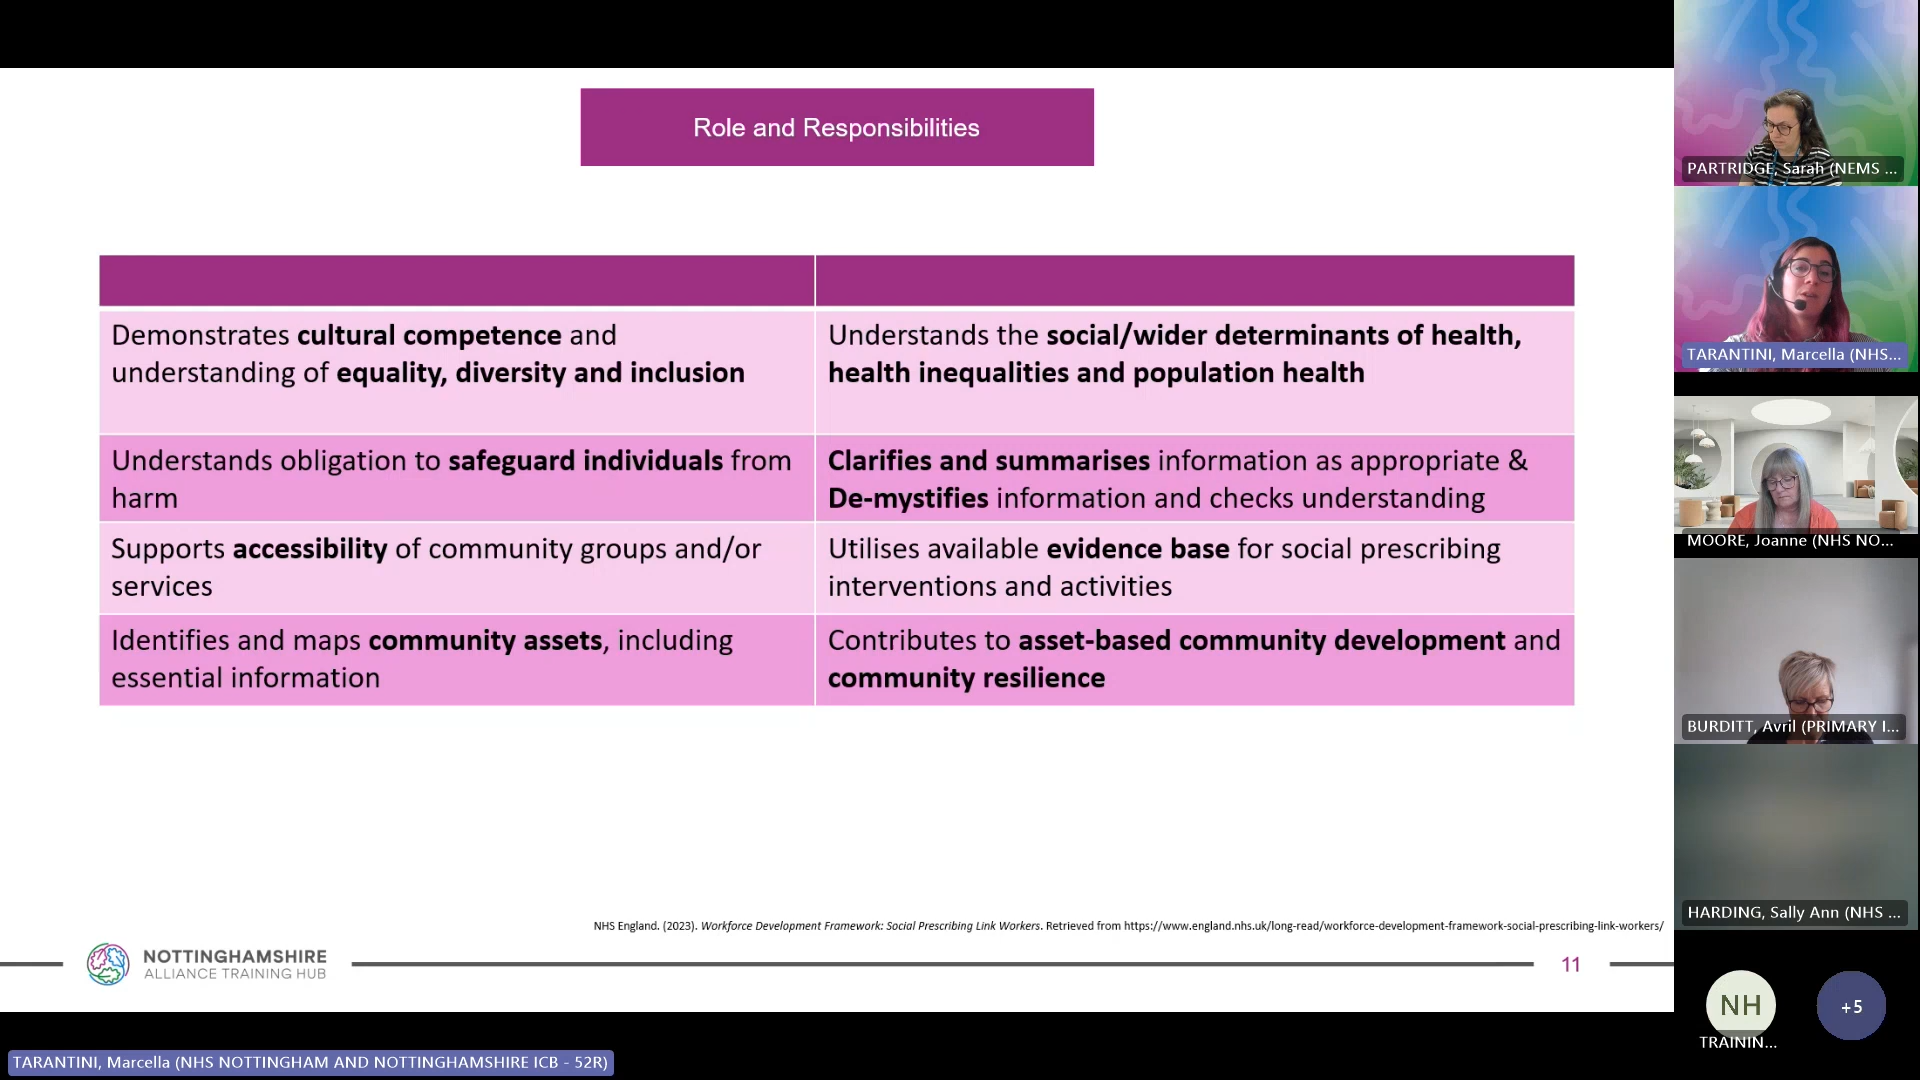 Role and Responsibilities
Demonstrates cultural competence and
understanding of equality, diversity and inclusion
Understands the social/wider determinants of health,
health inequalities and population health
Understands obligation to safeguard individuals from
harm
Clarifies and summarises information as appropriate &
De-mystifies information and checks understanding
Supports accessibility of community groups and/or
services
Utilises available evidence base for social prescribing
interventions and activities
Identifies and maps community assets, including
essential information
Contributes to asset-based community development and
community resilience
NHS England. (2023). Workforce Development Framework: Social Prescribing Link Workers. Retrieved from https://www.england.nhs.uk/long-read/workforce-development-framework-social-prescribing-link-workers/
NOTTINGHAMSHIRE
ALLIANCE TRAINING HUB
11
PARTRIDGE, Sarah (NEMS ...
TARANTINI, Marcella (NHS...
MOORE, Joanne (NHS NO...
BURDITT, Avril (PRIMARY I...
HARDING, Sally Ann (NHS ...
NH
+5
TRAININ...
TARANTINI, Marcella (NHS NOTTINGHAM AND NOTTINGHAMSHIRE ICB - 52R)